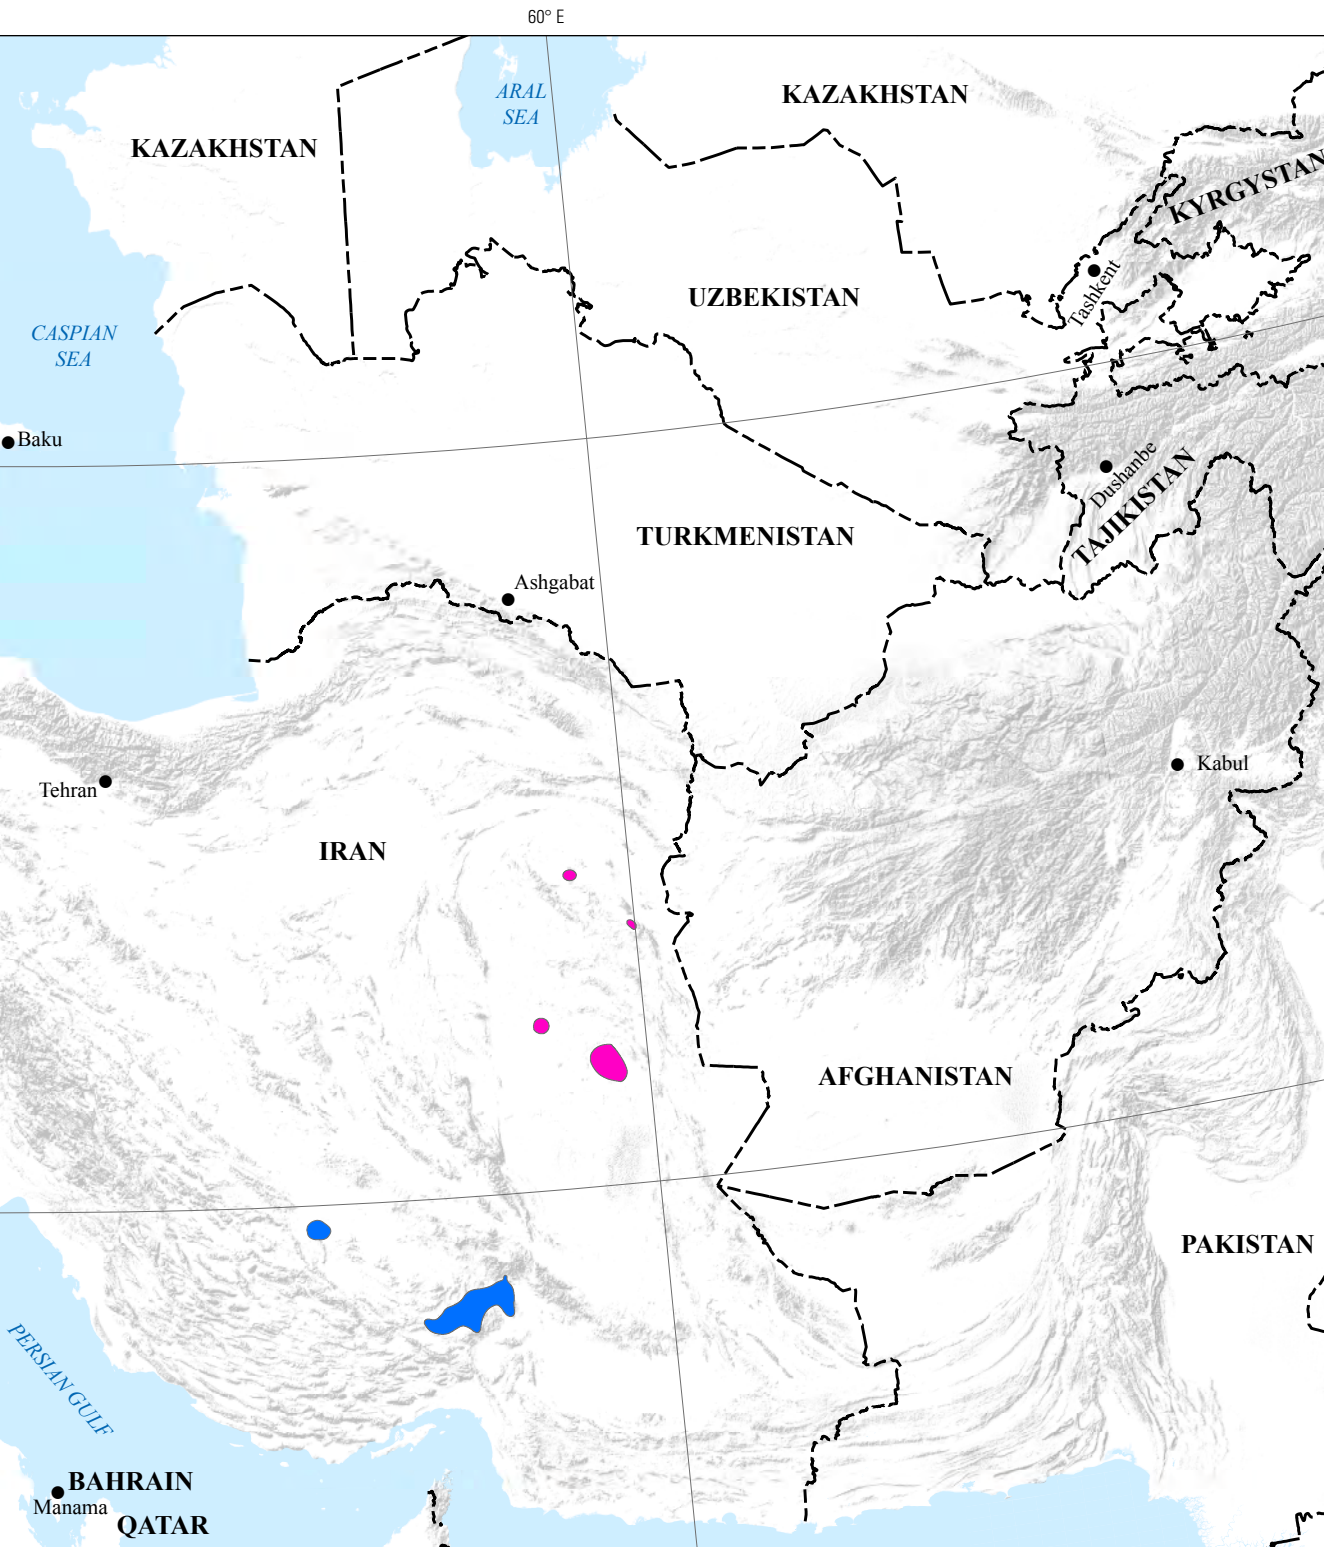 60° E
ARAL
SEA
KAZAKHSTAN
KAZAKHSTAN
KYRGYSTAN
Tashkent
UZBEKISTAN
CASPIAN
SEA
Baku
Dushanbe
TAJIKISTAN
TURKMENISTAN
Ashgabat
Kabul
Tehran
IRAN
AFGHANISTAN
PAKISTAN
PERSIAN GULF
BAHRAIN
Manama
QATAR